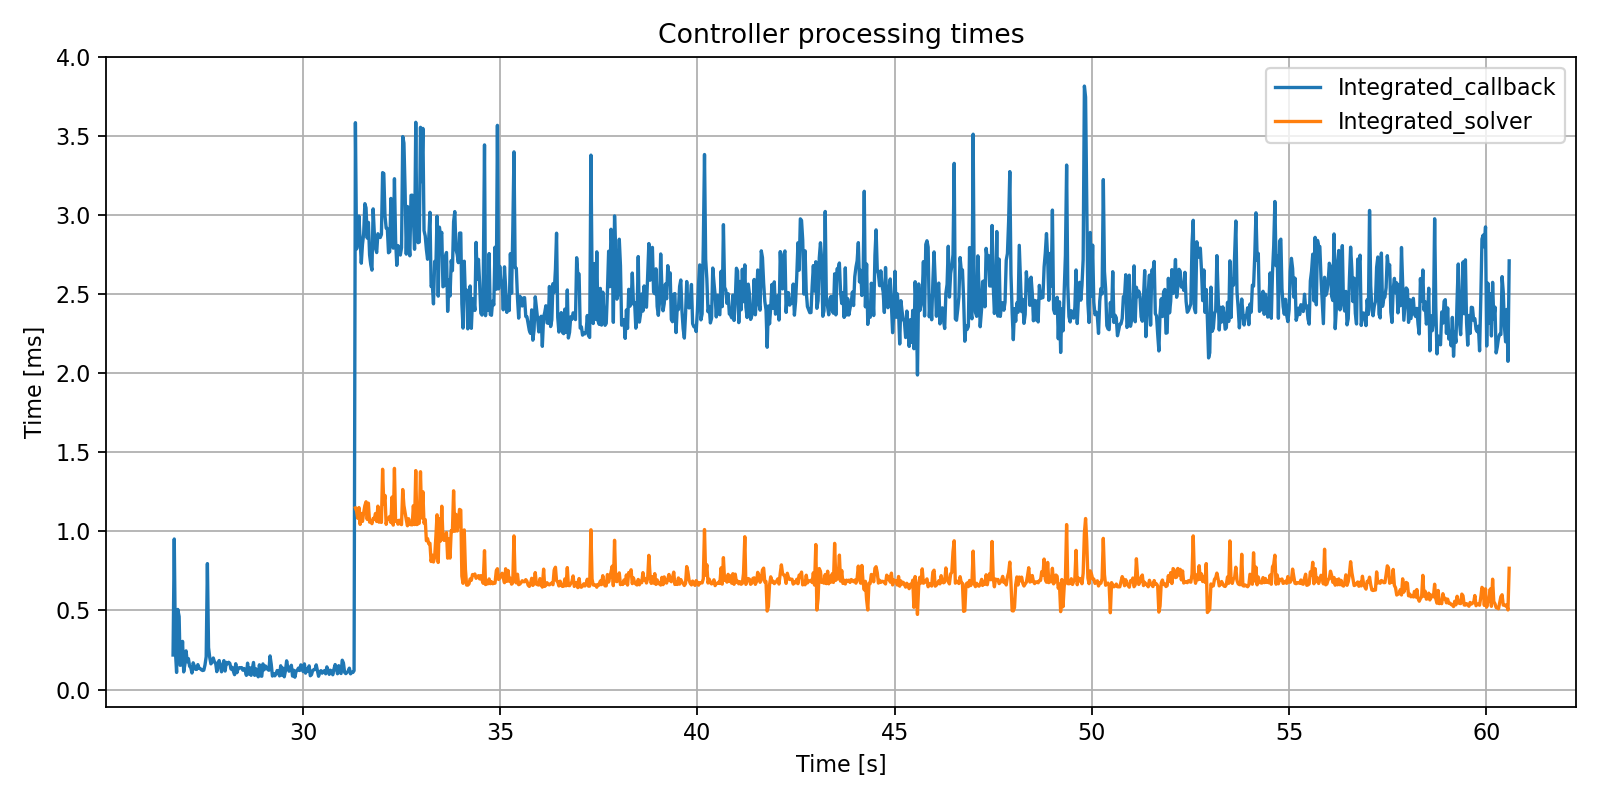 Controller processing times
4.0
3.5
3.0
2.5
2.0
1.5
1.0
0.5
0.0
Time [ms]
Integrated_callback
Integrated_solver
30 35 40 45 50 55 60
Time [s]